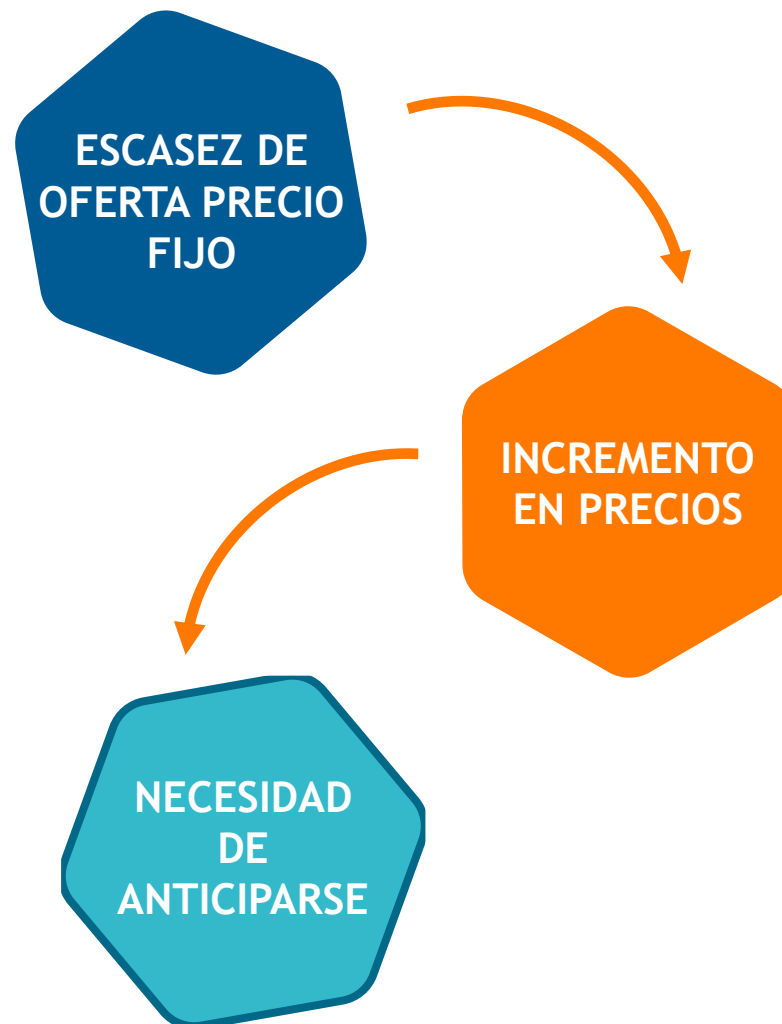 ESCASEZ DE
OFERTA PRECIO
FIJO
INCREMENTO
EN PRECIOS
NECESIDAD
DE
ANTICIPARSE